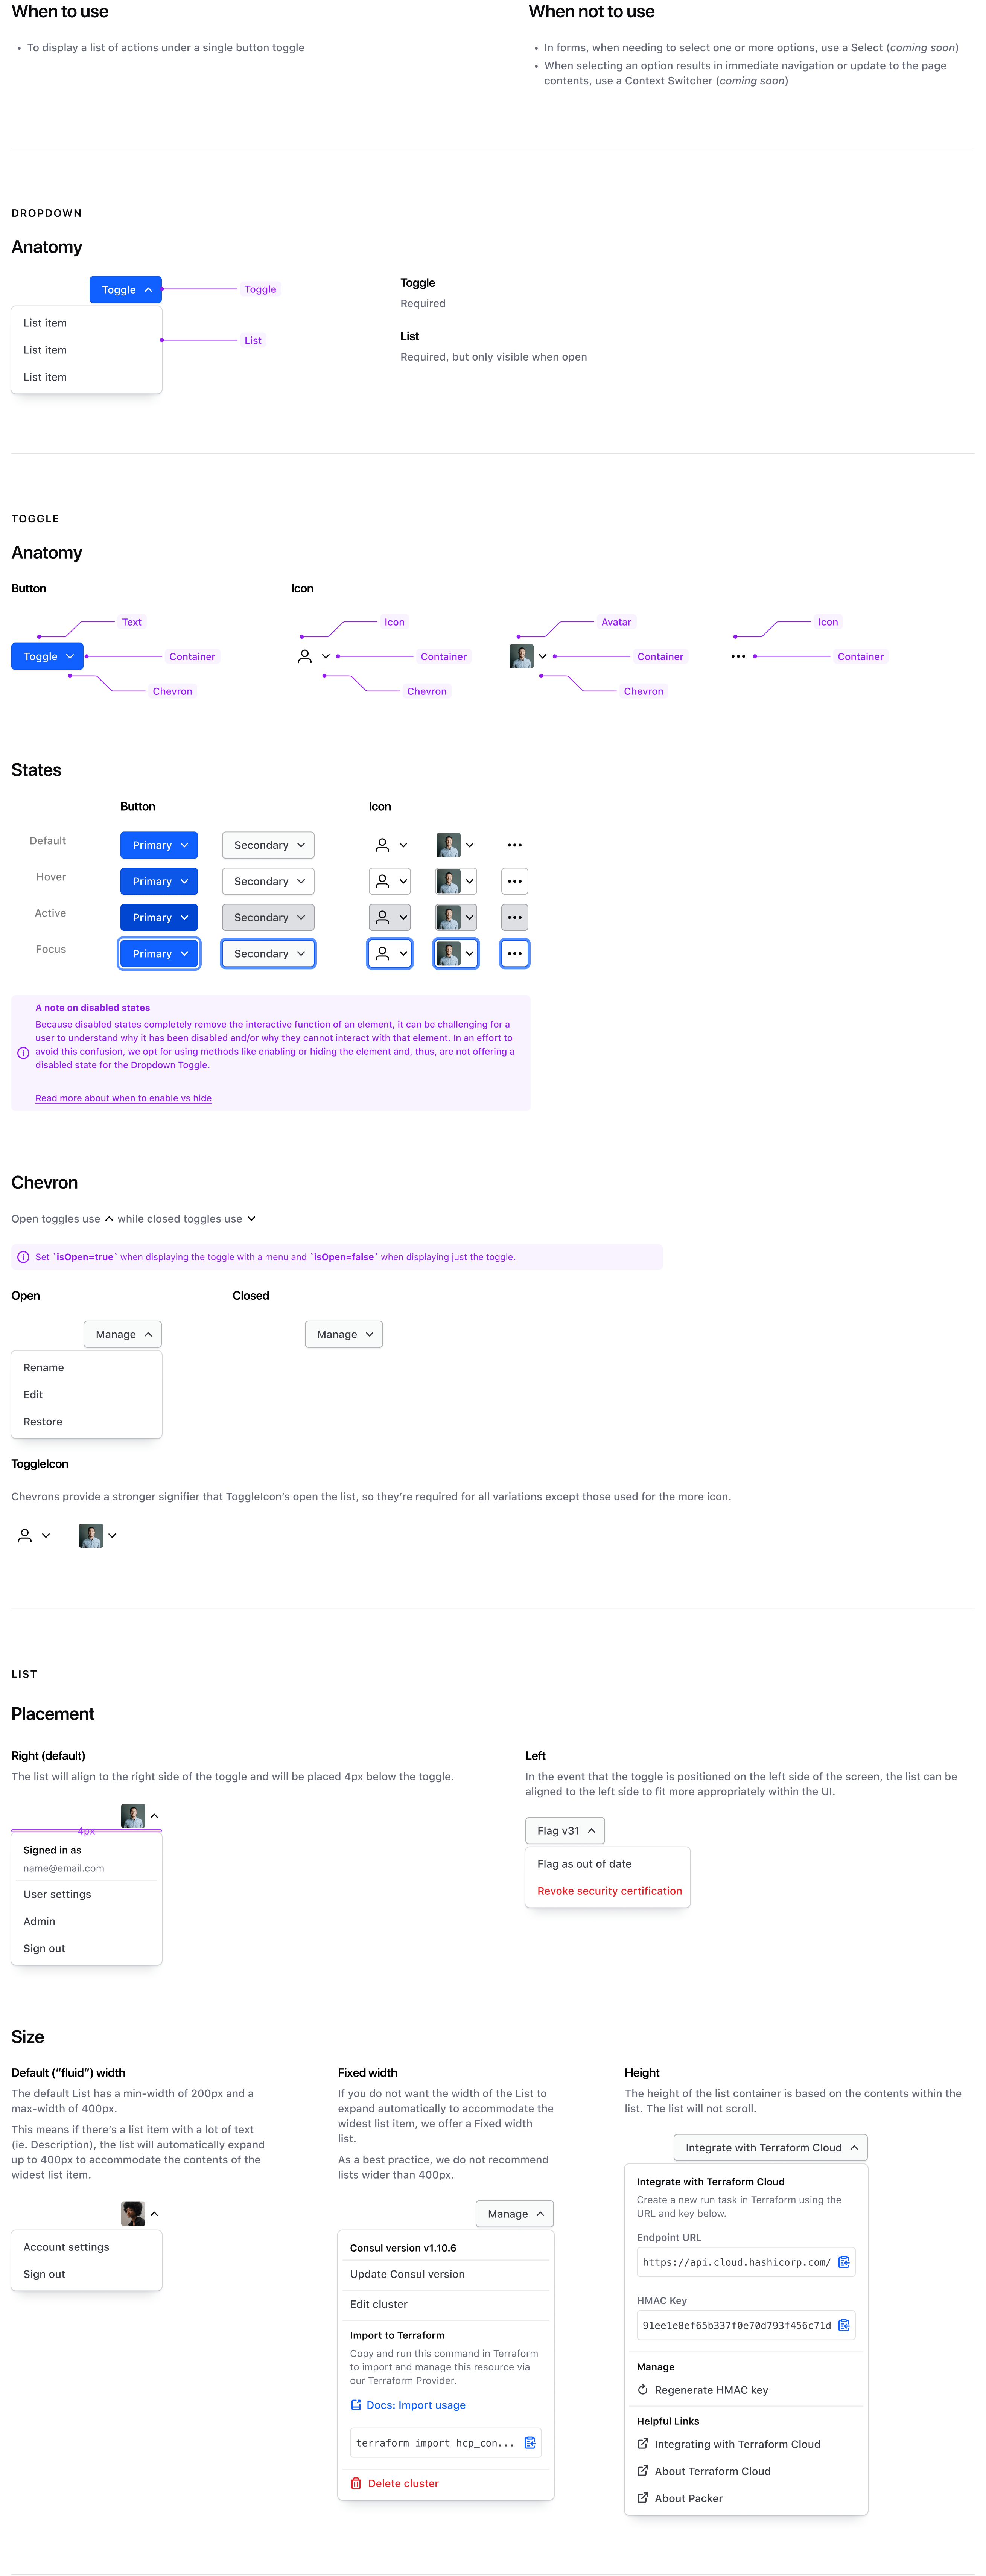 When to use
• To display a list of actions under a single button toggle
When not to use
• In forms, when needing to select one or more options, use a Select (coming soon)
• When selecting an option results in immediate navigation or update to the page
contents, use a Context Switcher (coming soon)
DROPDOWN
Anatomy
Toggle
List item
List item
List item
Toggle
List
Toggle
Required
List
Required, but only visible when open
TOGGLE
Anatomy
Button
Text
Toggle
Container
Chevron
Icon
Icon
Container
Chevron
Avatar
Container
Chevron
Icon
Container
States
Button
Icon
Default
Primary
Secondary
Hover
Primary
Secondary
Active
Primary
Secondary
Focus
Primary
Secondary
A note on disabled states
Because disabled states completely remove the interactive function of an element, it can be challenging for a
user to understand why it has been disabled and/or why they cannot interact with that element. In an effort to
avoid this confusion, we opt for using methods like enabling or hiding the element and, thus, are not offering a
disabled state for the Dropdown Toggle.
Read more about when to enable vs hide
Chevron
Open toggles use while closed toggles use
Set `isOpen=true` when displaying the toggle with a menu and `isOpen=false` when displaying just the toggle.
Open
Manage
Rename
Edit
Restore
Closed
Manage
ToggleIcon
Chevrons provide a stronger signifier that ToggleIcon's open the list, so they're required for all variations except those used for the more icon.
LIST
Placement
Right (default)
The list will align to the right side of the toggle and will be placed 4px below the toggle.
4px
Signed in as
name@email.com
User settings
Admin
Sign out
Left
In the event that the toggle is positioned on the left side of the screen, the list can be
aligned to the left side to fit more appropriately within the UI.
Flag v31
Flag as out of date
Revoke security certification
Size
Default (“fluid”) width
The default List has a min-width of 200px and a
max-width of 400px.
This means if there's a list item with a lot of text
(ie. Description), the list will automatically expand
up to 400px to accommodate the contents of the
widest list item.
Account settings
Sign out
Fixed width
If you do not want the width of the List to
expand automatically to accommodate the
widest list item, we offer a Fixed width
list.
As a best practice, we do not recommend
lists wider than 400px.
Manage
Consul version v1.10.6
Update Consul version
Edit cluster
Import to Terraform
Copy and run this command in Terraform
to import and manage this resource via
our Terraform Provider.
Docs: Import usage
terraform import hcp_con...
Delete cluster
Height
The height of the list container is based on the contents within the
list. The list will not scroll.
Integrate with Terraform Cloud
Integrate with Terraform Cloud
Create a new run task in Terraform using the
URL and key below.
Endpoint URL
https://api.cloud.hashicorp.com/
HMAC Key
91ee1e8ef65b337f0e70d793f456c71d
Manage
Regenerate HMAC key
Helpful Links
Integrating with Terraform Cloud
About Terraform Cloud
About Packer